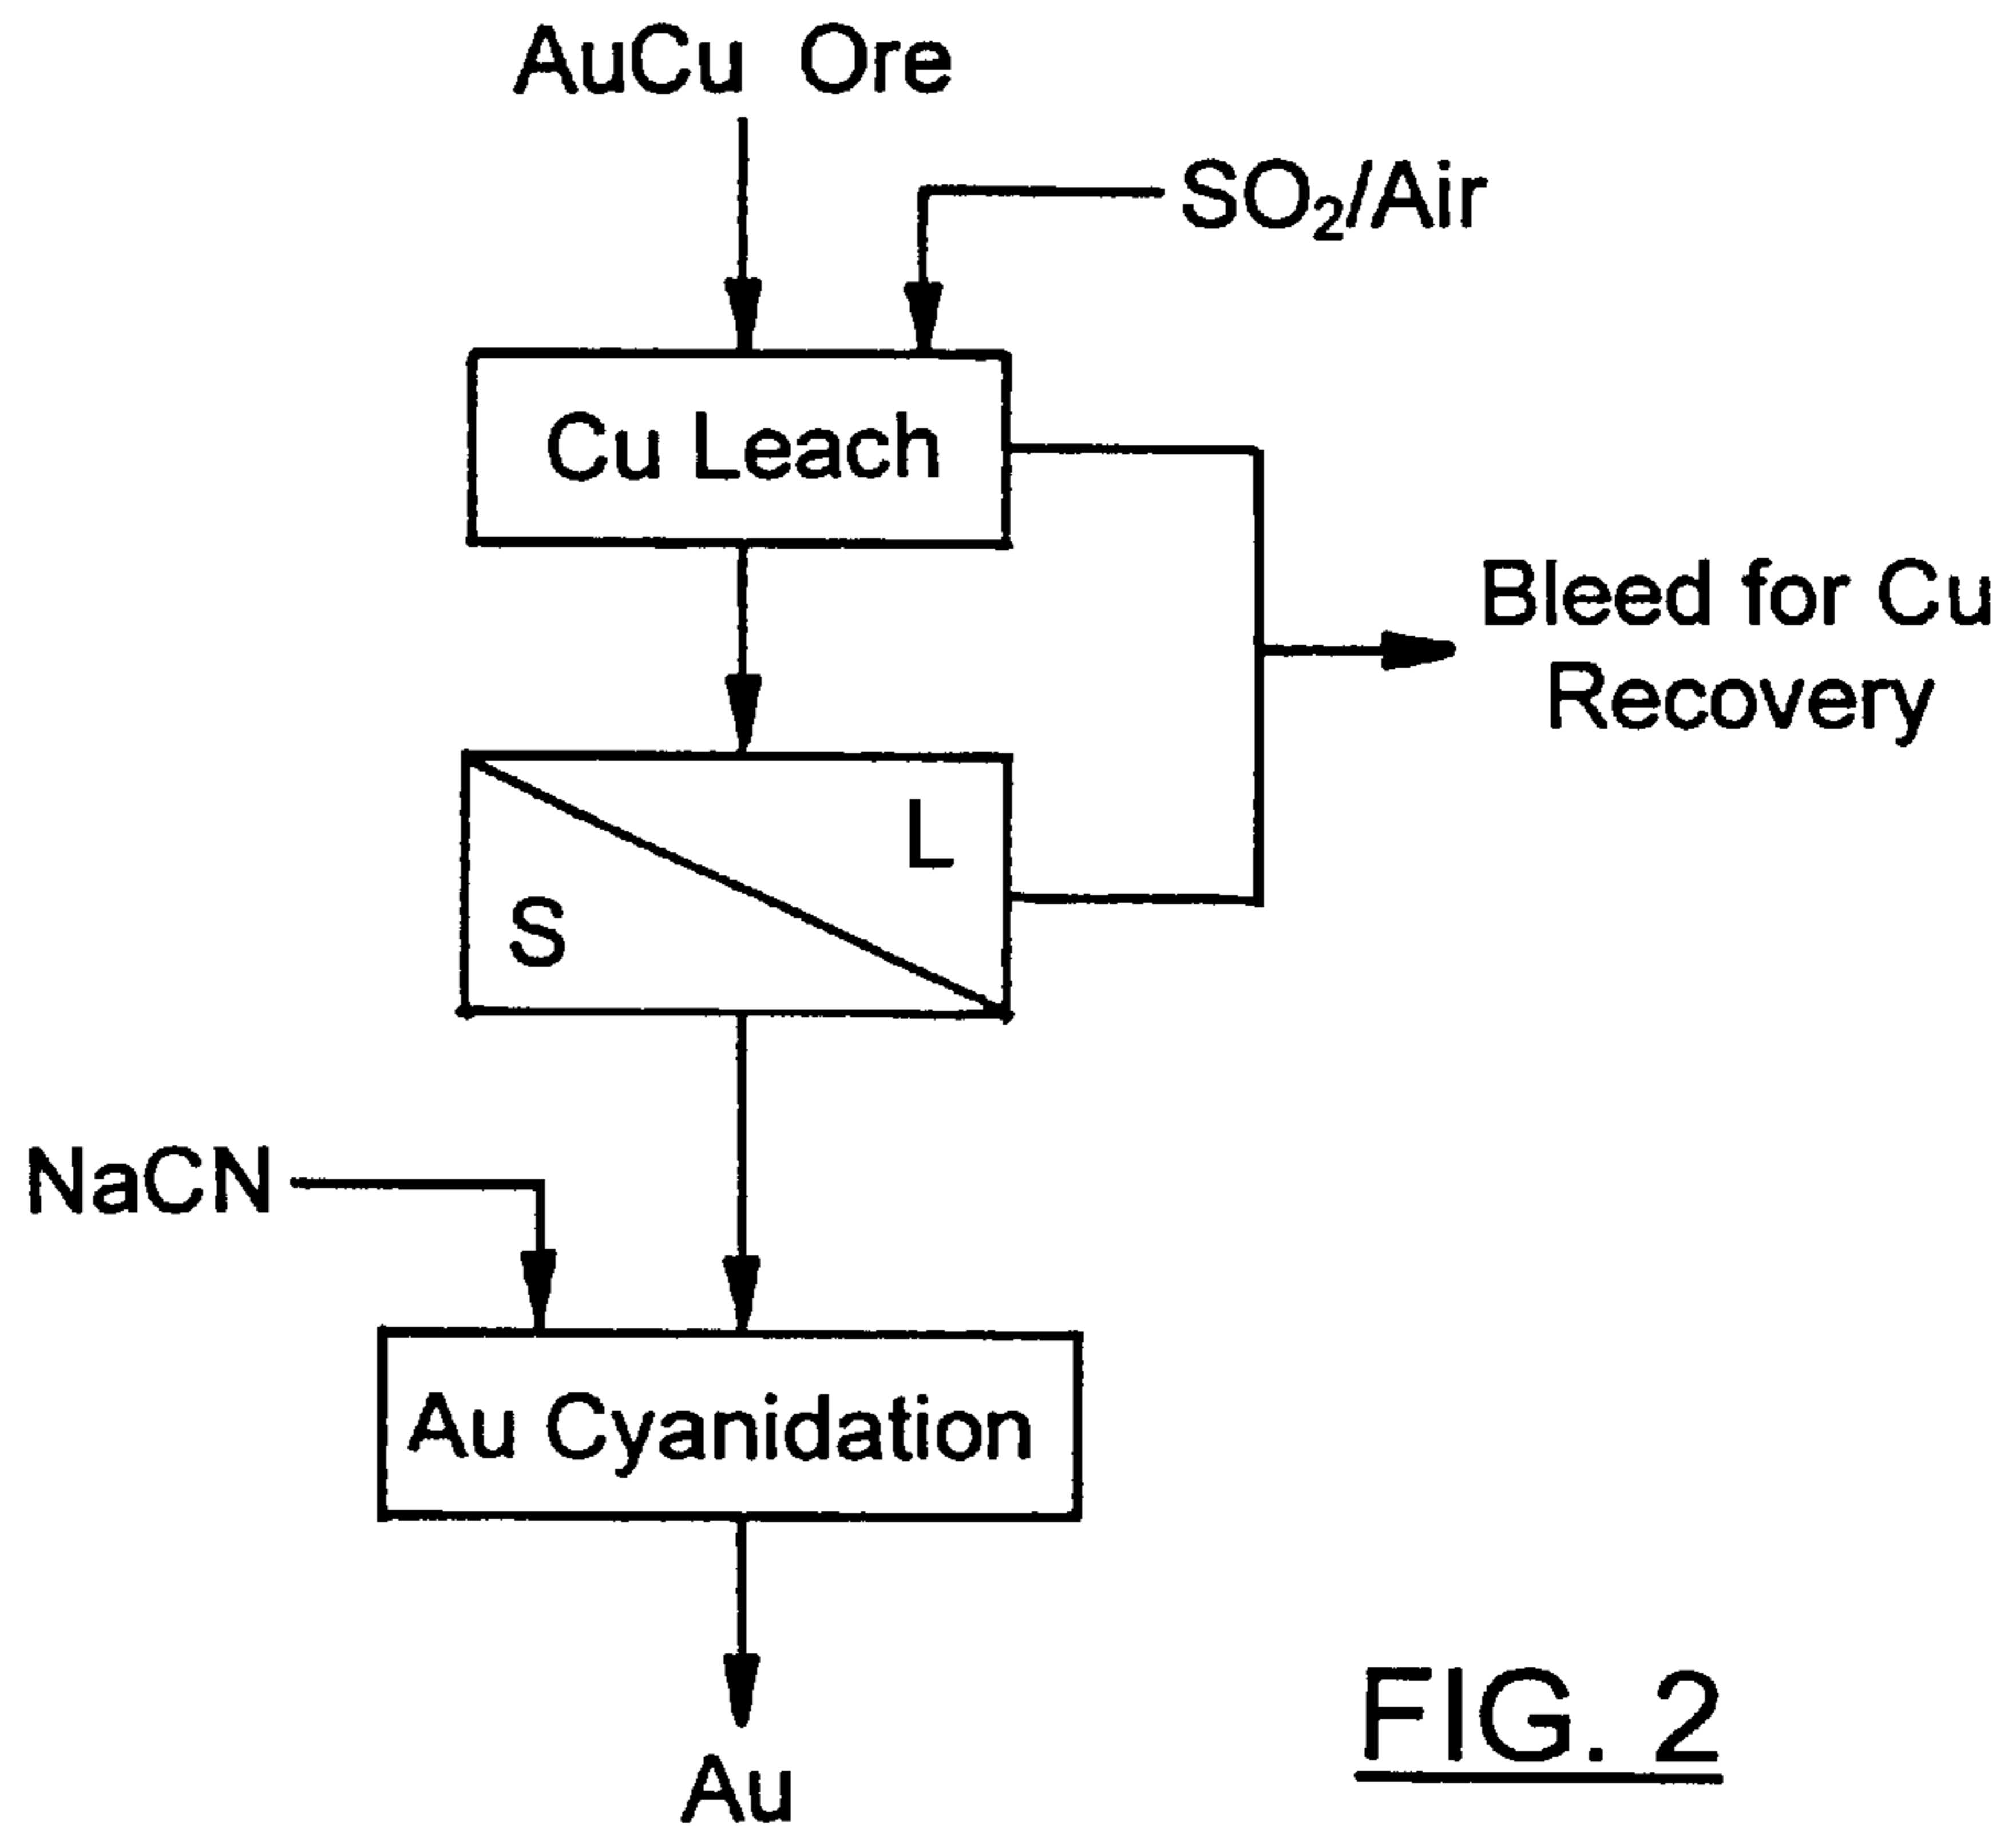 AuCu Ore
SO₂/Air
Cu Leach
Bleed for Cu
Recovery
L
S
NaCN
Au Cyanidation
Au
FIG. 2